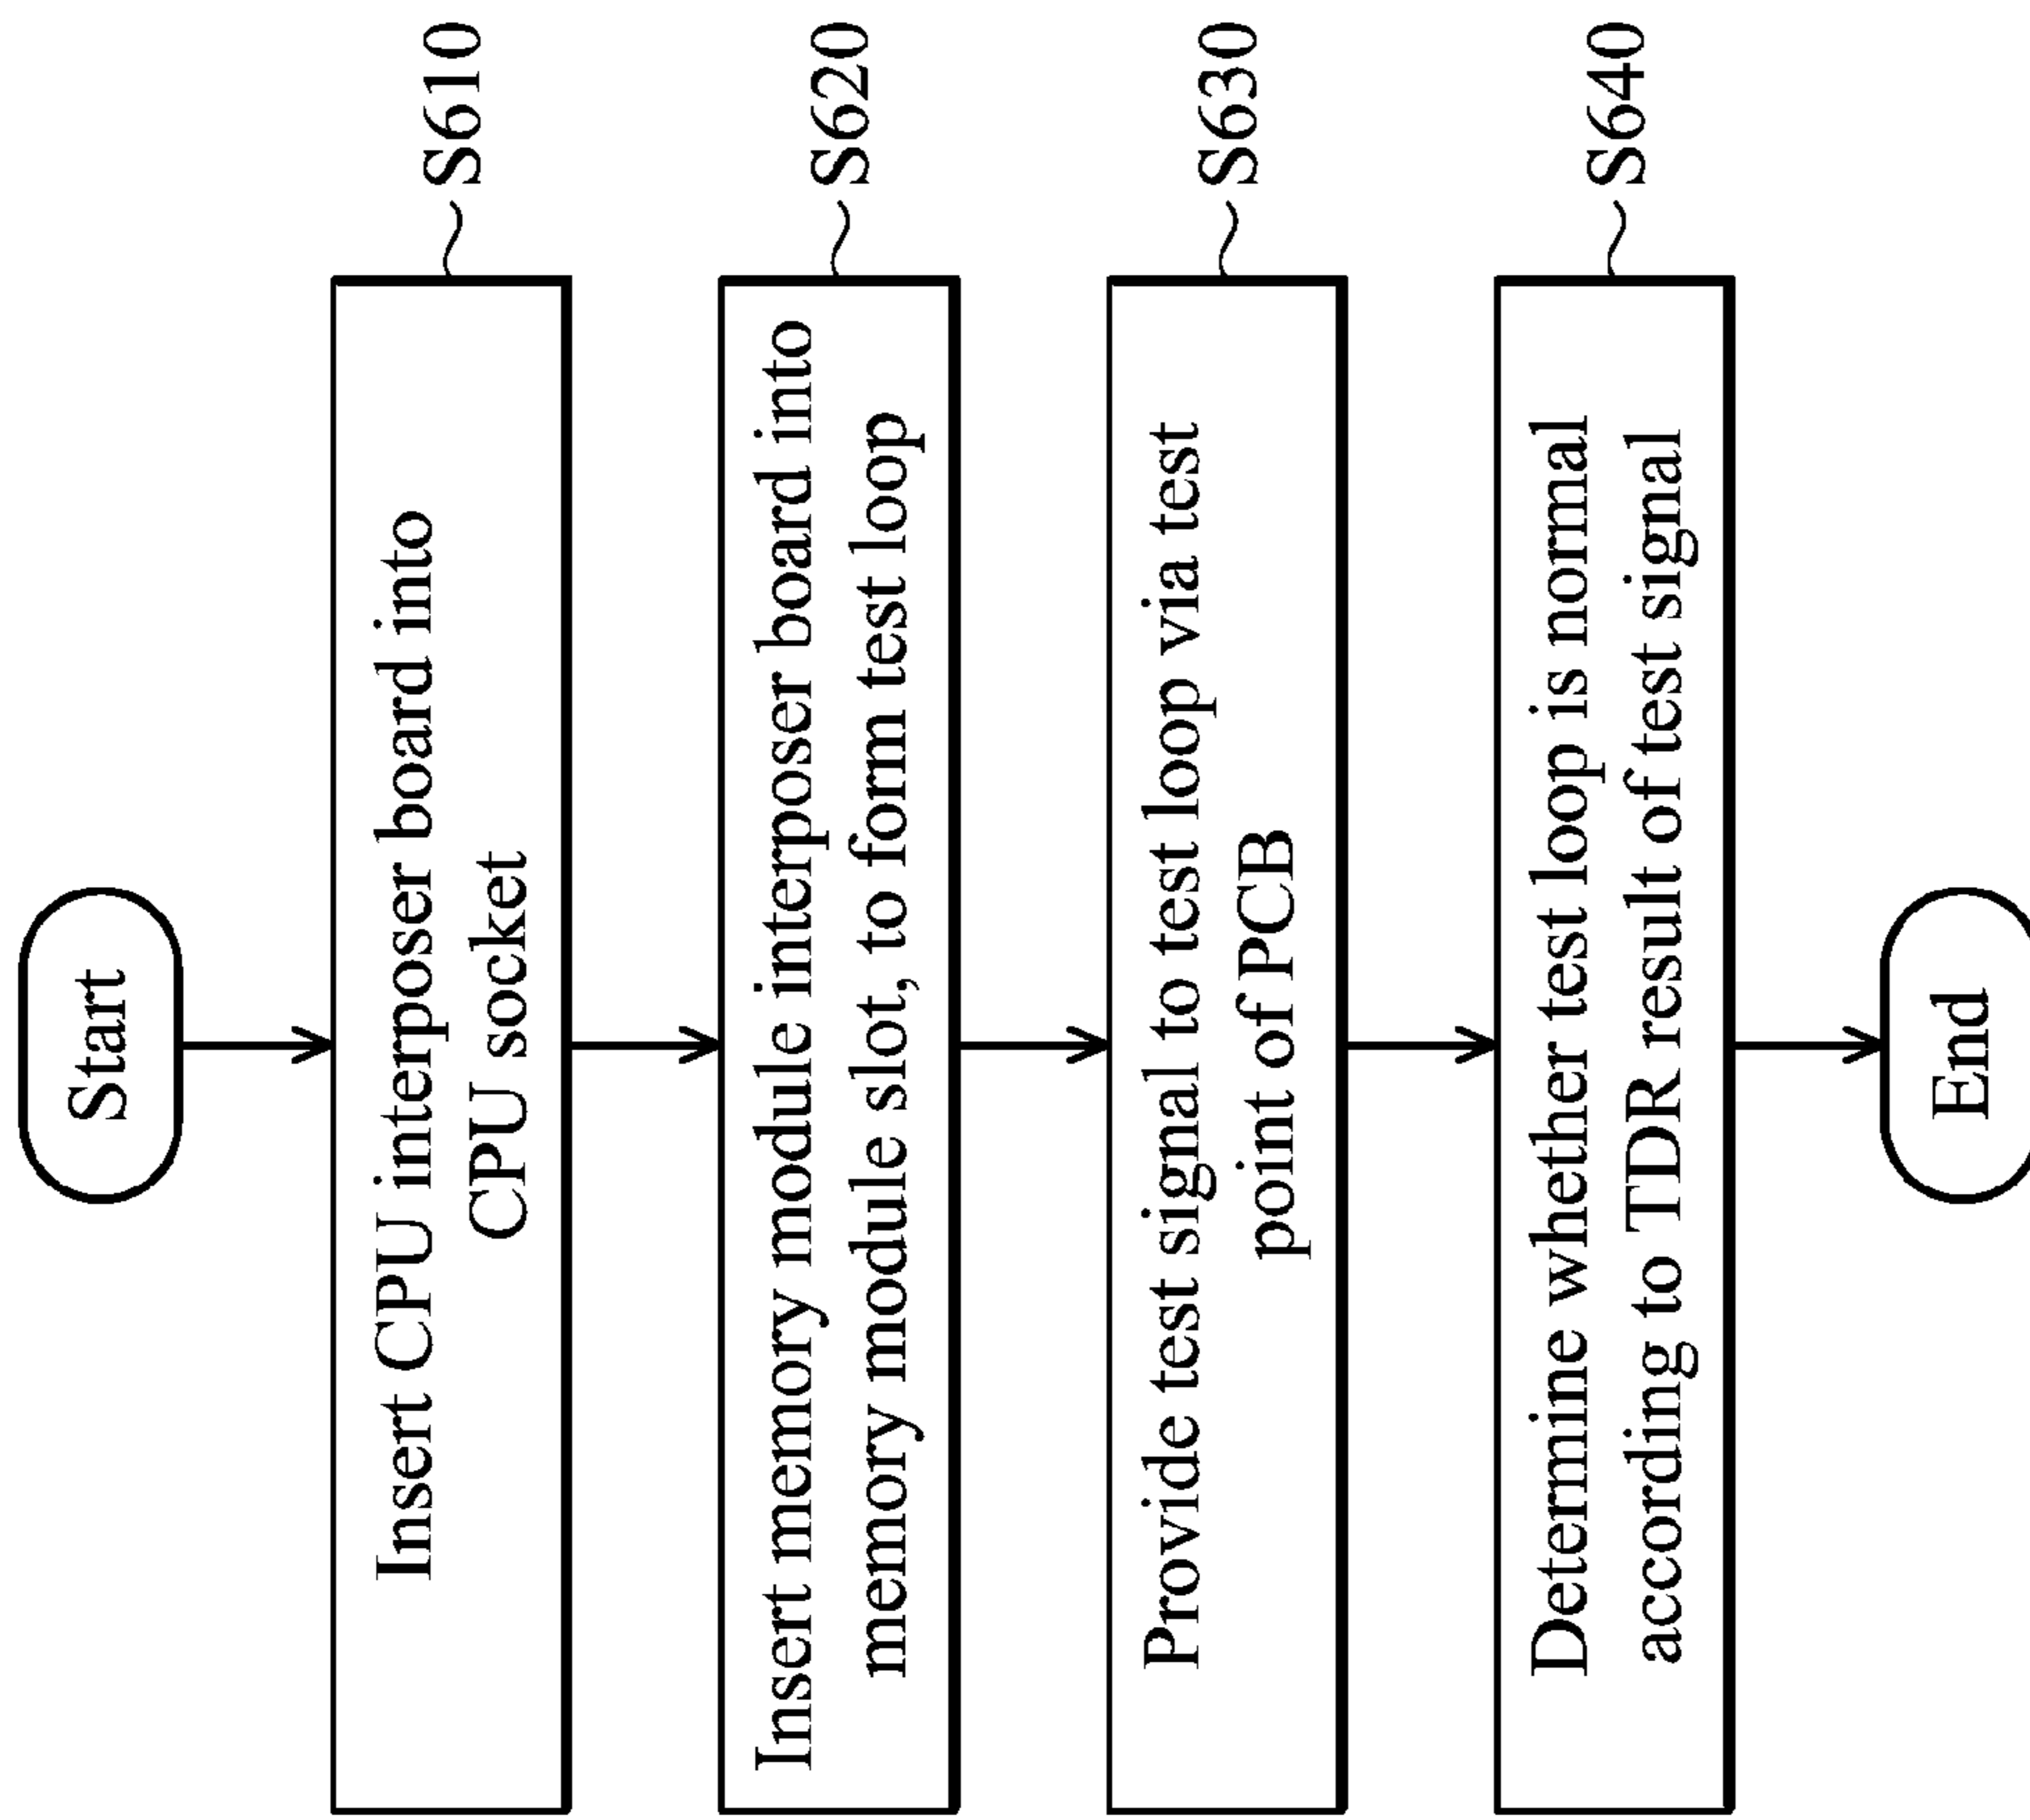 Start
Insert CPU interposer board into
CPU socket
S610
Insert memory module interposer board into
memory module slot, to form test loop
S620
Provide test signal to test loop via test
point of PCB
S630
Determine whether test loop is normal
according to TDR result of test signal
S640
End